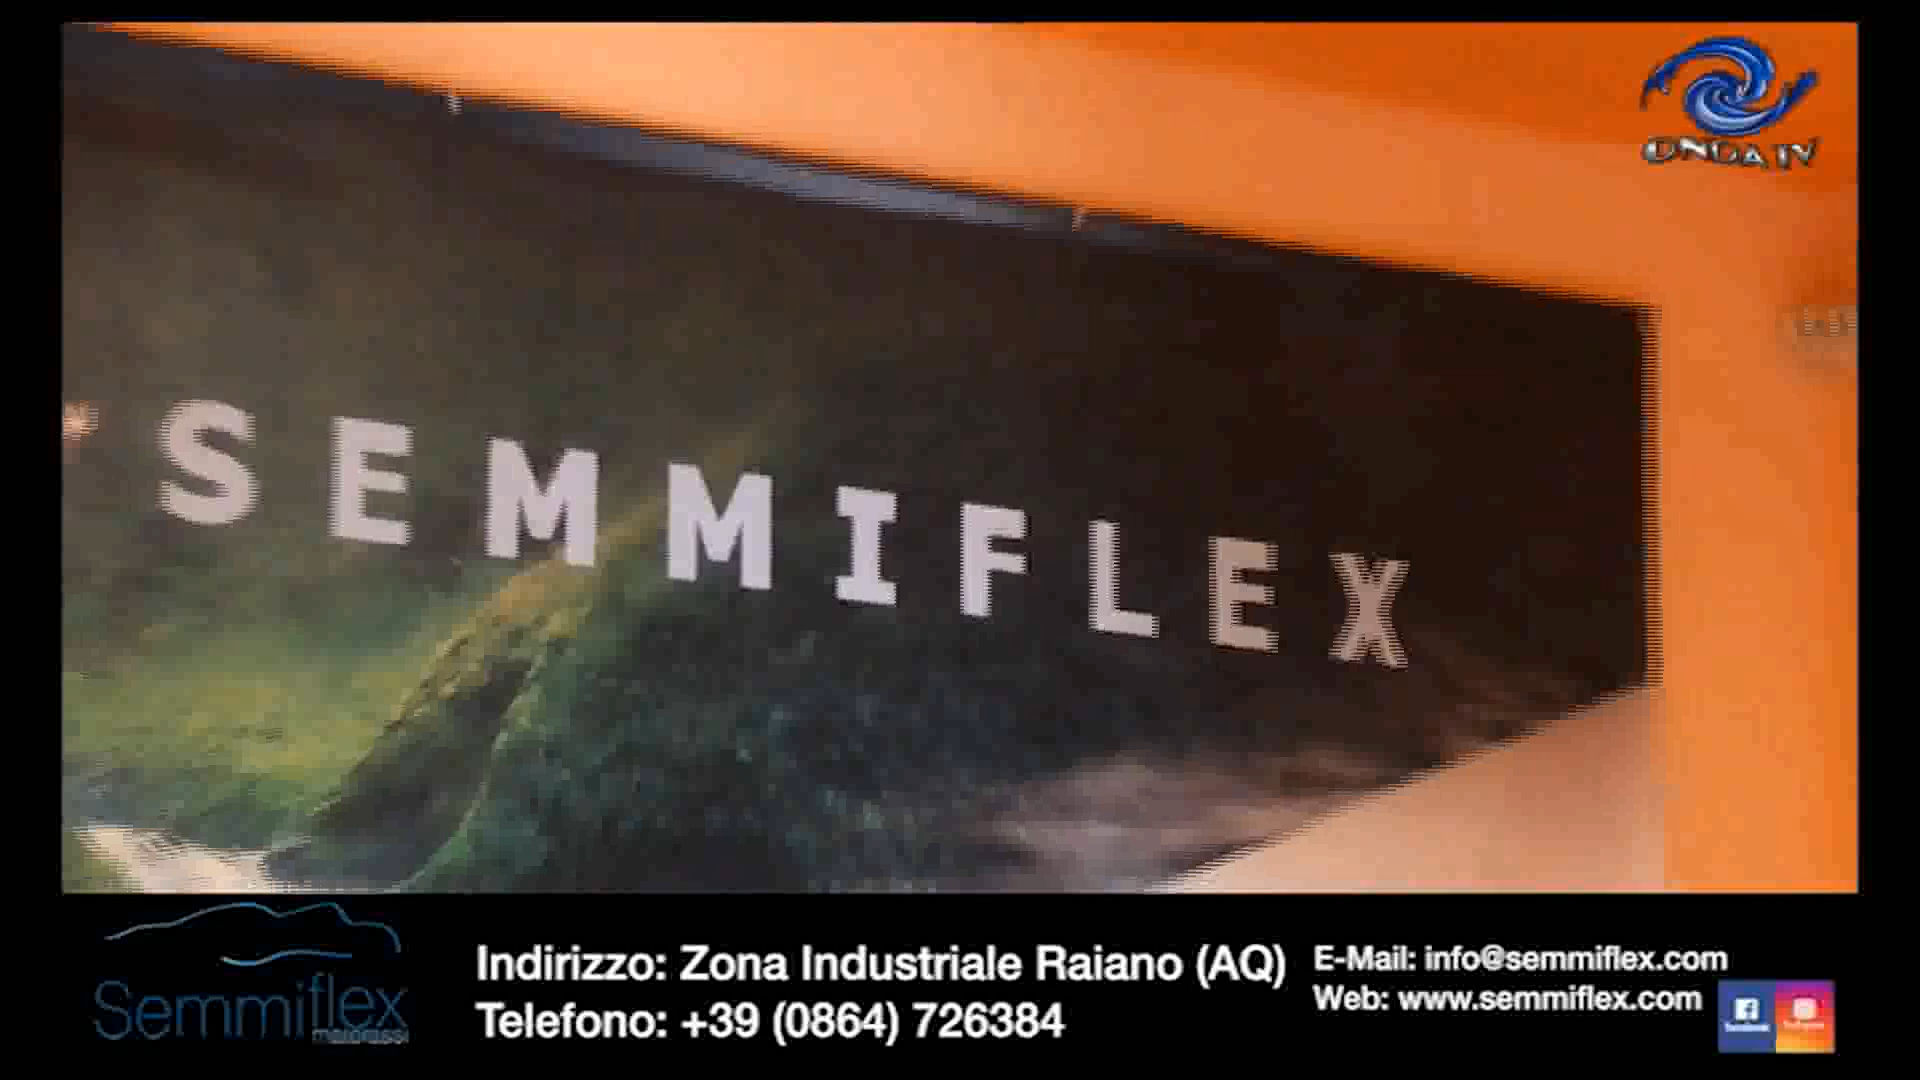 ONDA TV
SEMMIFLEX
Semmiflex
materassi
Indirizzo: Zona Industriale Raiano (AQ)
Telefono: +39 (0864) 726384
E-Mail: info@semmiflex.com
Web: www.semmiflex.com